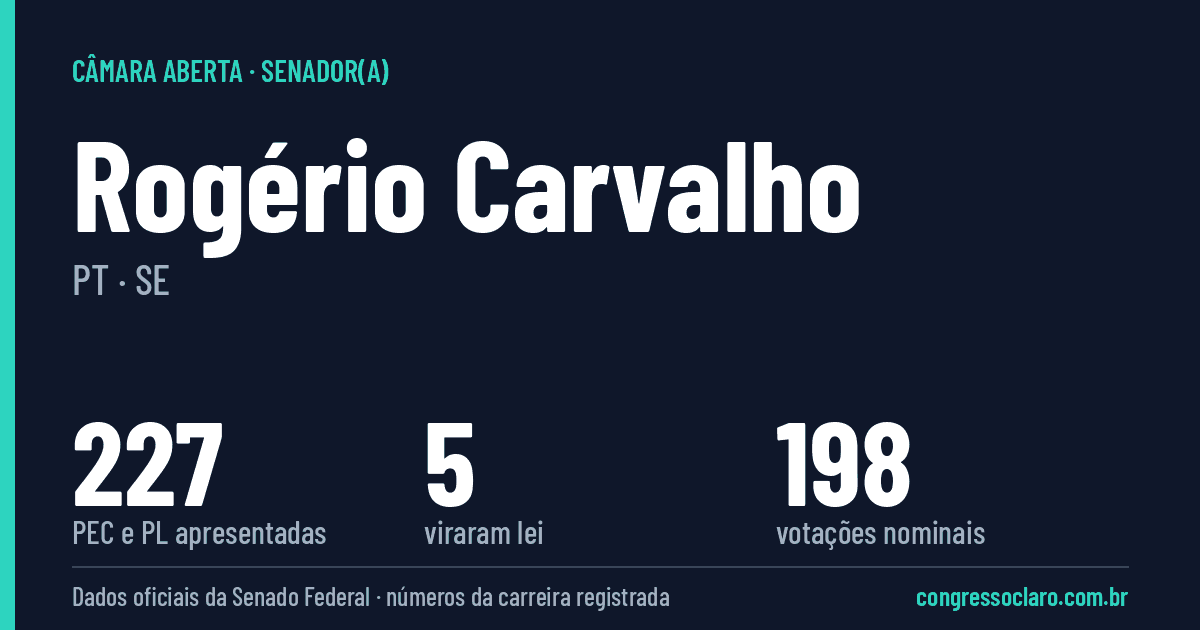 CÂMARA ABERTA · SENADOR(A)
Rogério Carvalho
PT · SE
227 5 198
PEC e PL apresentadas viraram lei votações nominais
Dados oficiais da Senado Federal · números da carreira registrada congressoclaro.com.br